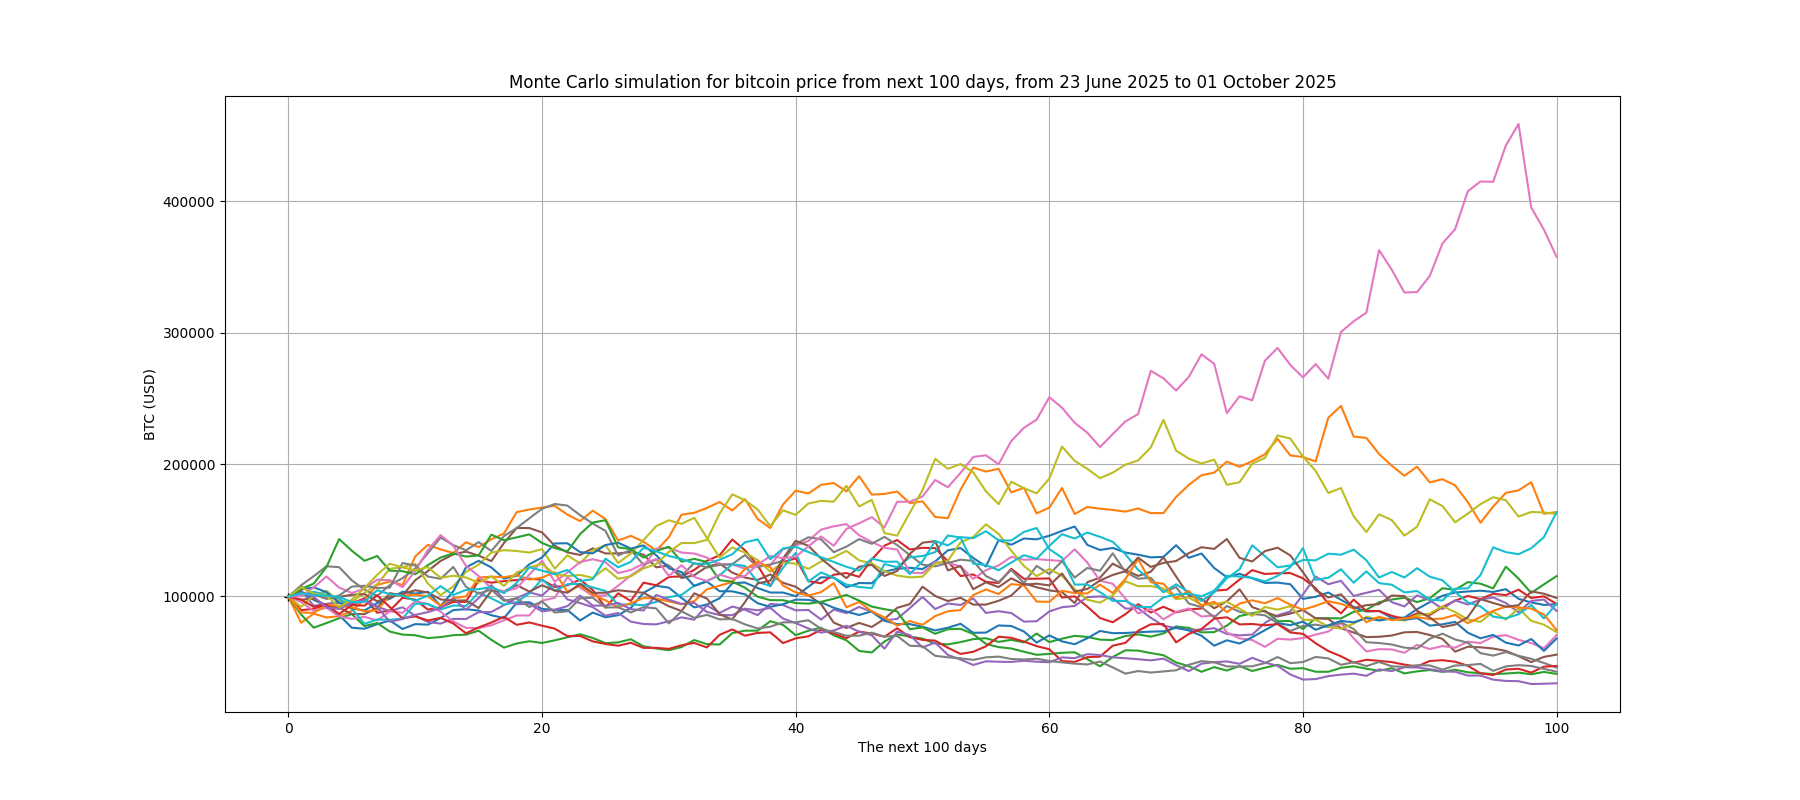 Monte Carlo simulation for bitcoin price from next 100 days, from 23 June 2025 to 01 October 2025
400000
300000
200000
100000
BTC (USD)
0 20 40 60 80 100
The next 100 days